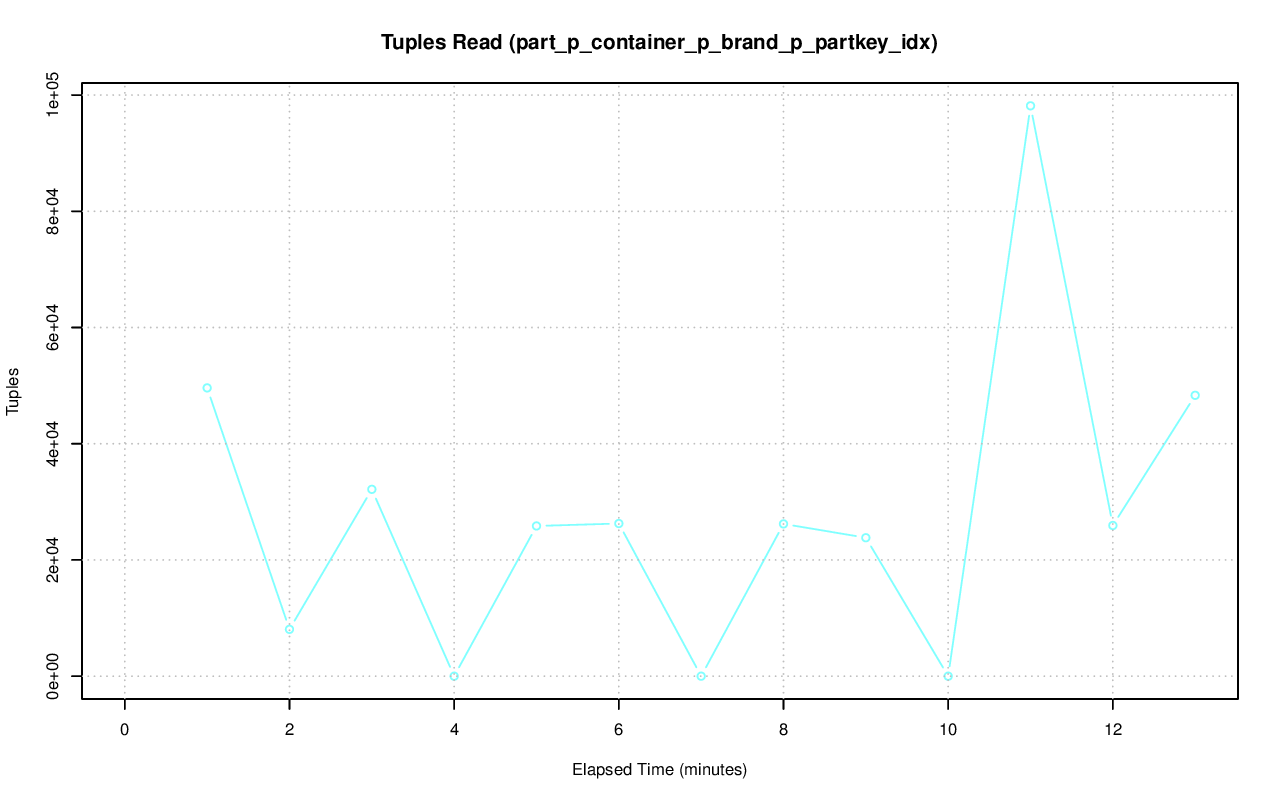 Tuples Read (part_p_container_p_brand_p_partkey_idx)
Tuples
1e+05
8e+04
6e+04
4e+04
2e+04
0e+00
0 2 4 6 8 10 12
Elapsed Time (minutes)